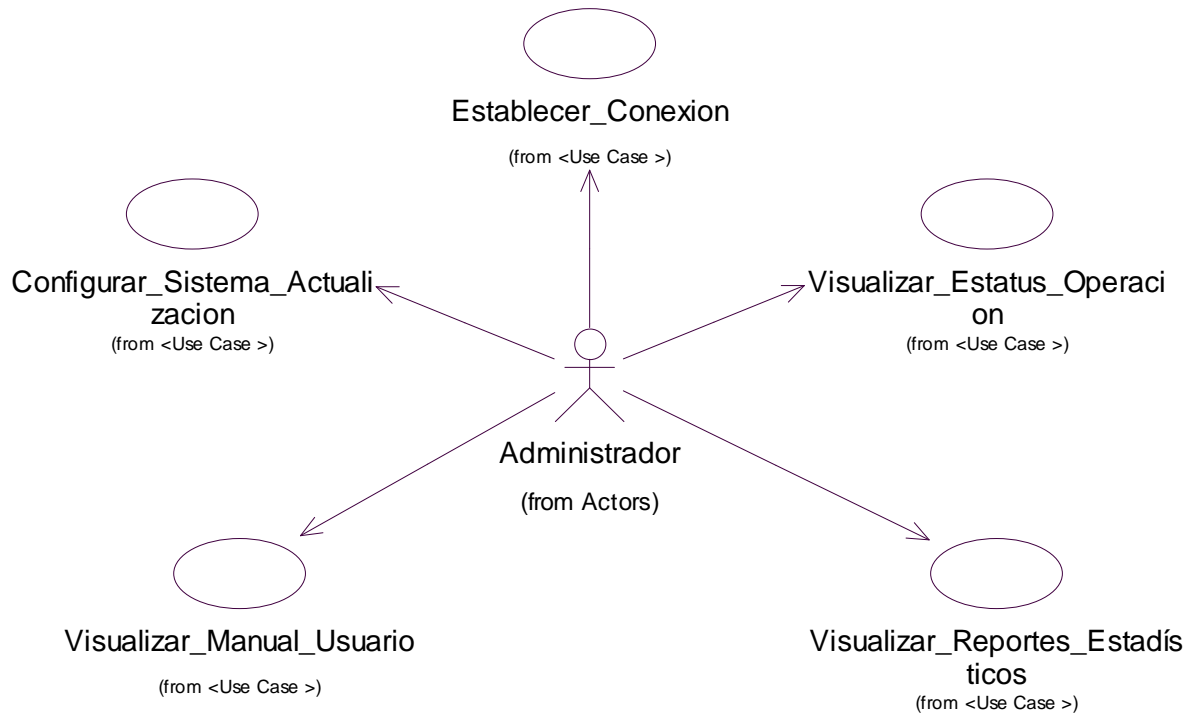 Establecer_Conexion
(from <Use Case >)
Configurar_Sistema_Actuali
zacion
(from <Use Case >)
Visualizar_Estatus_Operaci
on
(from <Use Case >)
Administrador
(from Actors)
Visualizar_Manual_Usuario
(from <Use Case >)
Visualizar_Reportes_Estadís
ticos
(from <Use Case >)